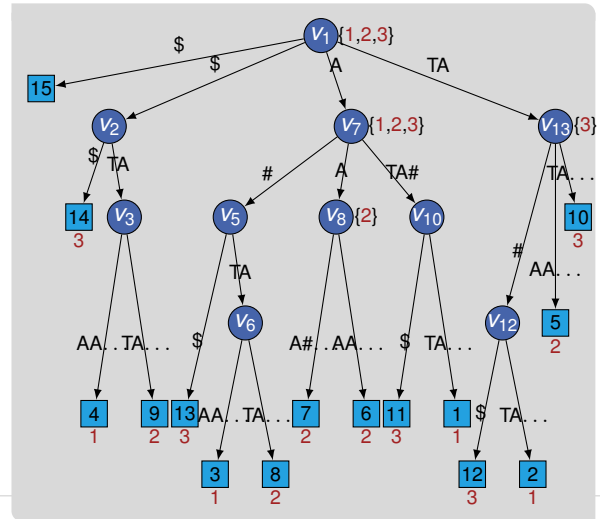 v1 {1,2,3}
$ $ A TA
15
v2 v7 {1,2,3} v13 {3}
$ TA # A TA# TA...
14 v3 v5 v8 {2} v10 10
3 3
TA # AA...
v6 v12 5
2
AA... TA... $ A#... AA... $ TA...
4 9 13 AA... TA... 7 6 11 1 $ TA...
1 2 3 2 2 3 1
3 8 12 2
1 2 3 1